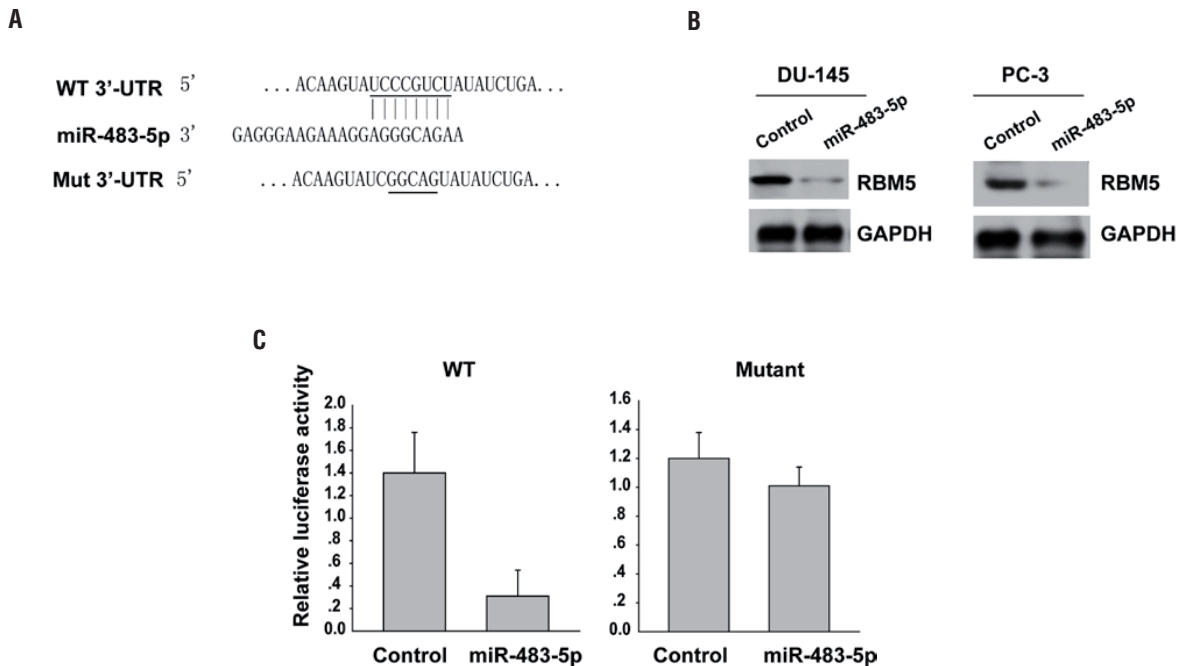 A
WT 3'-UTR 5' ...ACAAGUAUCCCGUCUAUAUCUGA...
miR-483-5p 3' GAGGGAAGAAAGGAGGGCAGAA
Mut 3'-UTR 5' ...ACAAGUAUCGGCAGUAUAUCUGA...
B
DU-145
Control miR-483-5p
RBM5
GAPDH
PC-3
Control miR-483-5p
RBM5
GAPDH
C
WT
Relative luciferase activity
2.0
1.8
1.6
1.4
1.2
1.0
.8
.6
.4
.2
0.0
Control miR-483-5p
Mutant
1.6
1.4
1.2
1.0
.8
.6
.4
.2
0.0
Control miR-483-5p